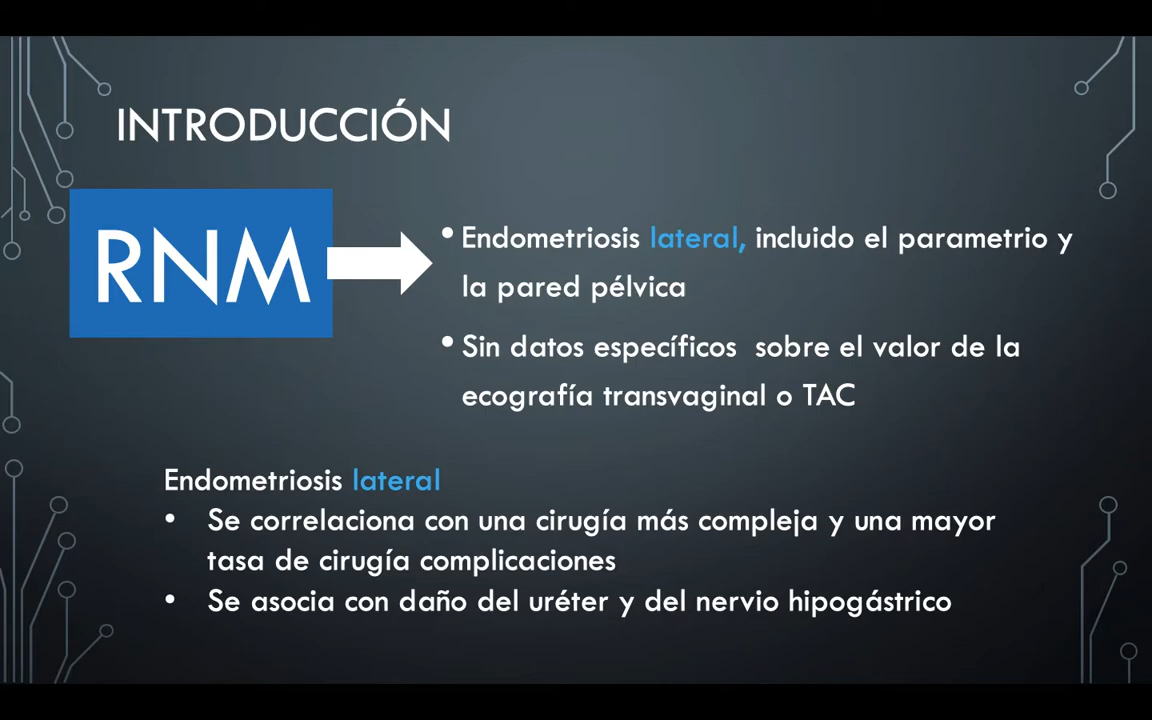 INTRODUCCIÓN
RNM
• Endometriosis lateral, incluido el parametrio y
la pared pélvica
• Sin datos específicos sobre el valor de la
ecografía transvaginal o TAC
Endometriosis lateral
• Se correlaciona con una cirugía más compleja y una mayor
tasa de cirugía complicaciones
• Se asocia con daño del uréter y del nervio hipogástrico